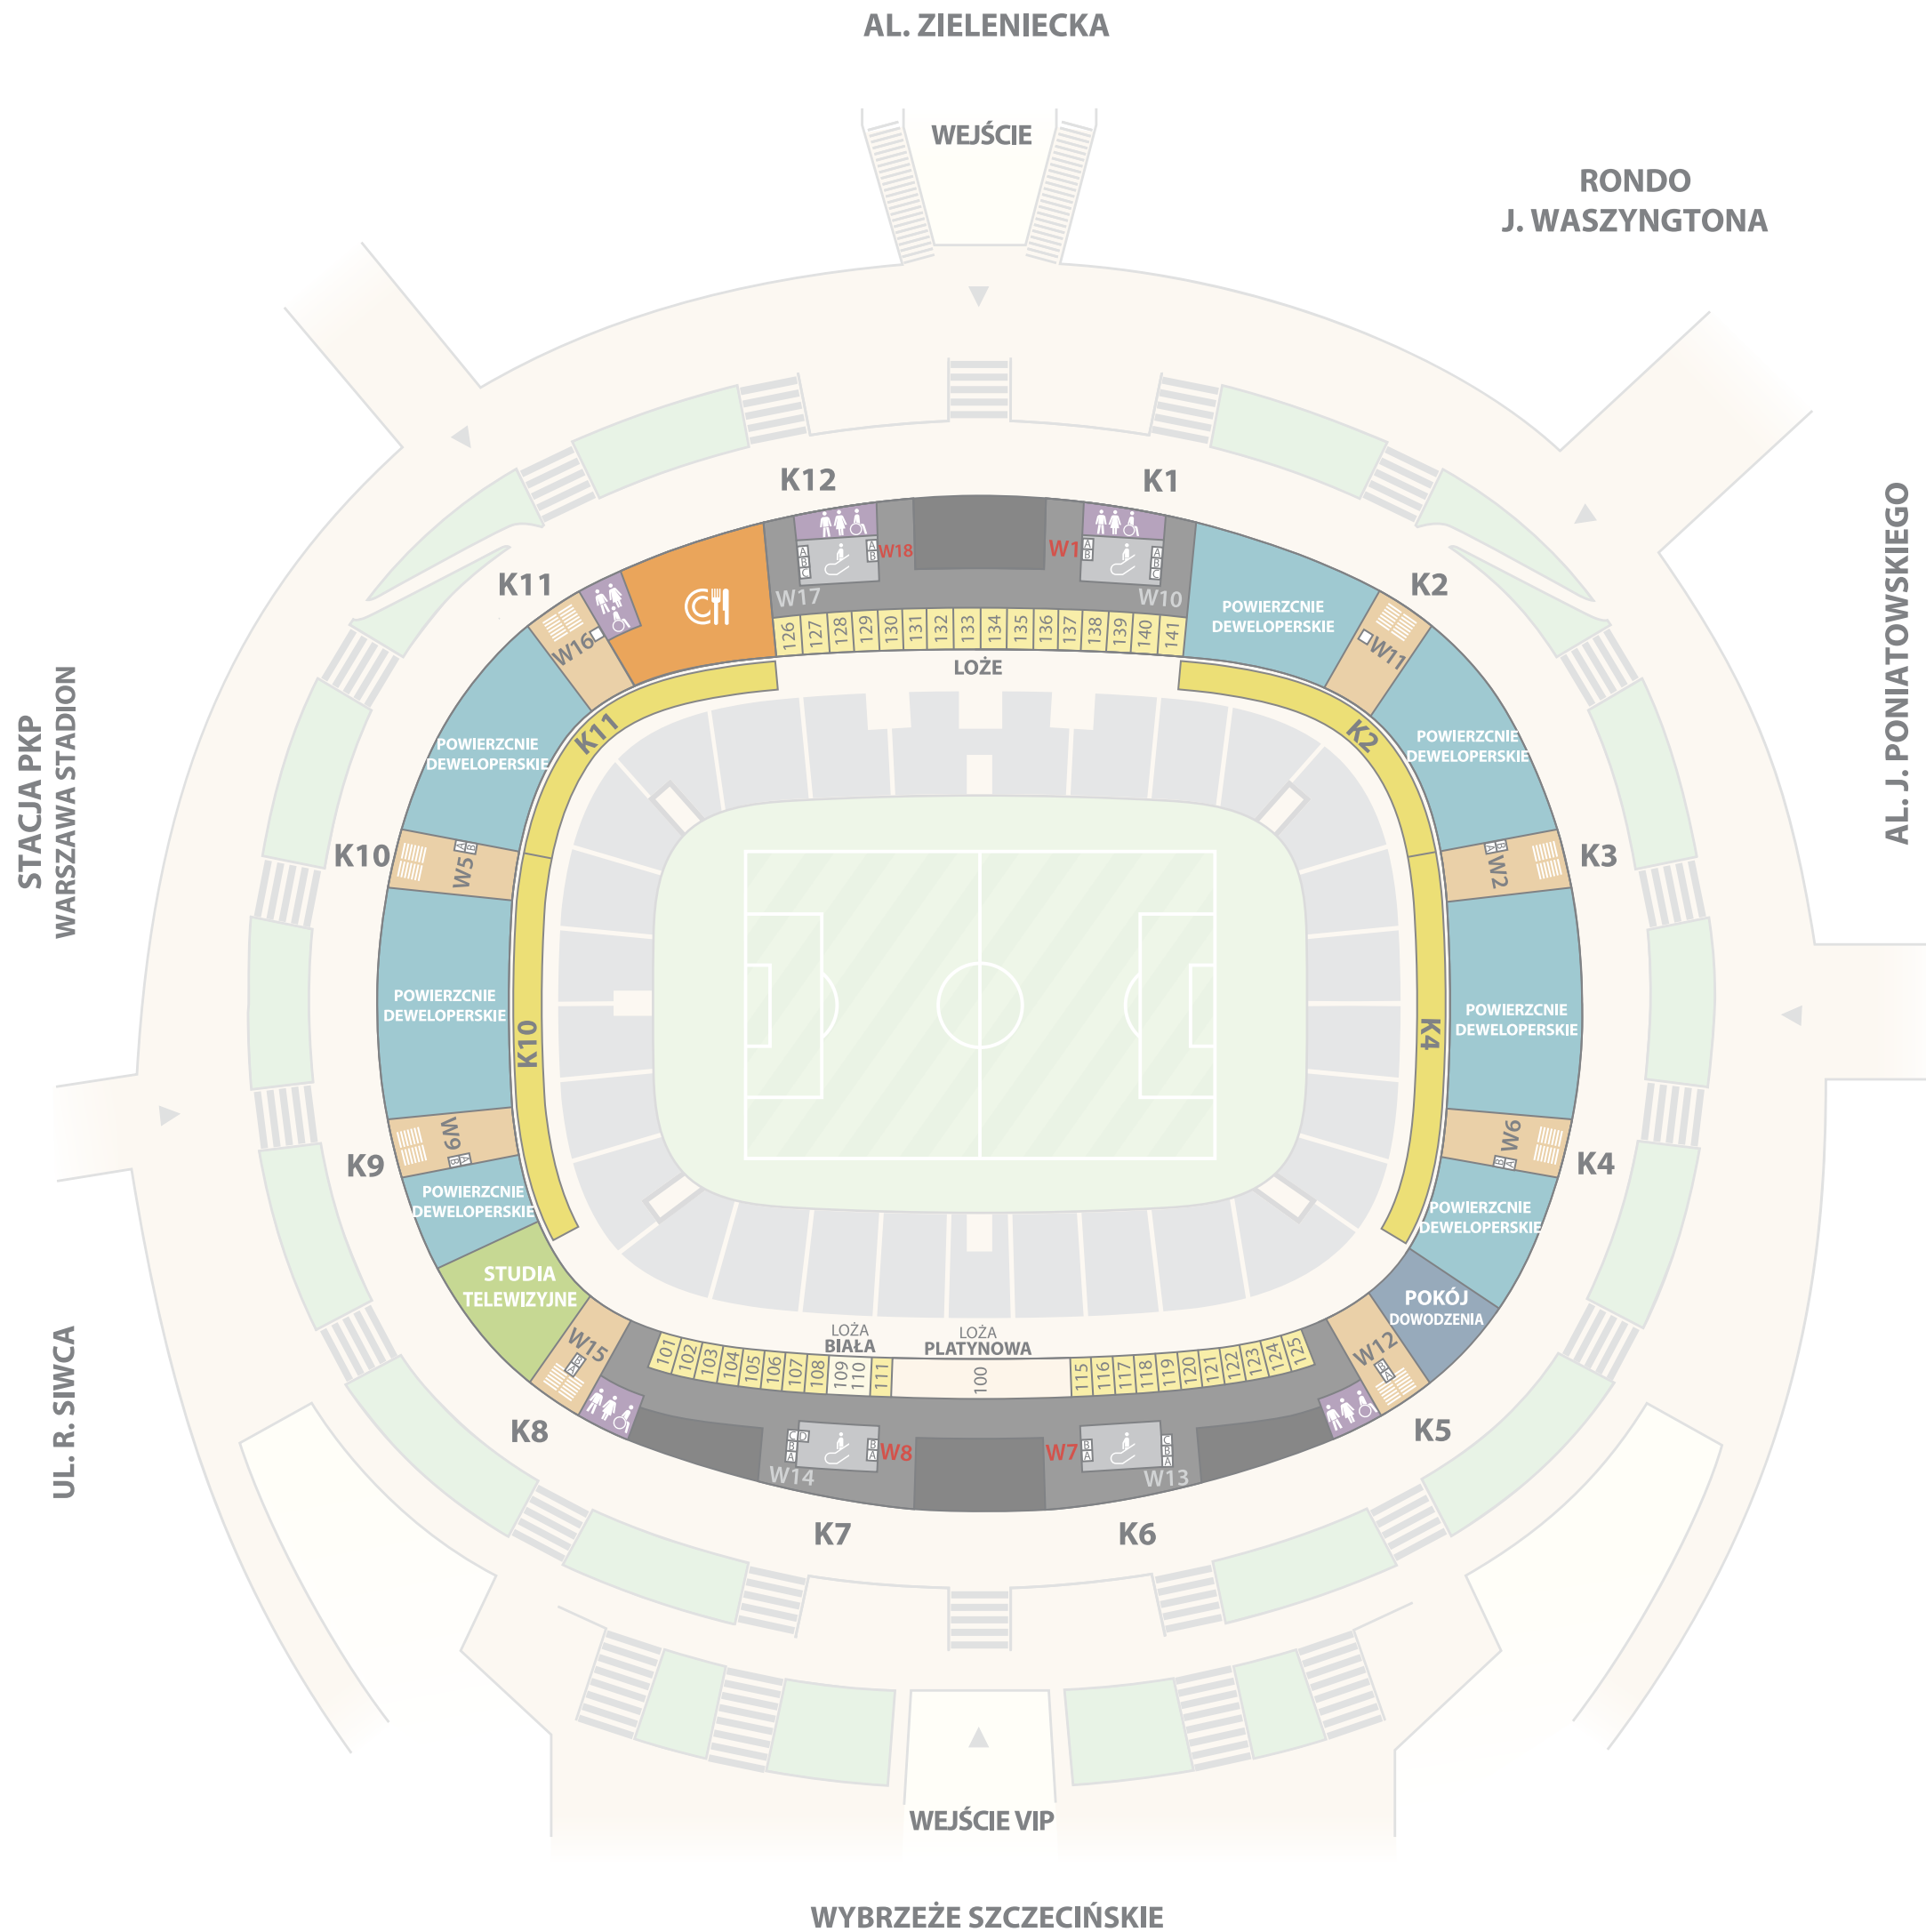 AL. ZIELENIECKA
WEJŚCIE
RONDO
J. WASZYNGTONA
K12
K1
W18
W1
A
B
C
A
B
A
B
A
B
C
W17
W10
K11
K2
W16
W11
POWIERZCNIE
DEWELOPERSKIE
126 127 128 129 130 131 132 133 134 135 136 137 138 139 140 141
LOŻE
K11
K2
POWIERZCNIE
DEWELOPERSKIE
POWIERZCNIE
DEWELOPERSKIE
STACJA PKP
WARSZAWA STADION
AL. J. PONIATOWSKIEGO
K10
A B
W5
A B
W2
K3
POWIERZCNIE
DEWELOPERSKIE
K10
K4
POWIERZCNIE
DEWELOPERSKIE
K9
W9
A B
W6
A B
K4
POWIERZCNIE
DEWELOPERSKIE
POWIERZCNIE
DEWELOPERSKIE
STUDIA
TELEWIZYJNE
POKÓJ
DOWODZENIA
W15
A B
W12
A B
LOŻA
BIAŁA
LOŻA
PLATYNOWA
101 102 103 104 105 106 107 108 109 110 111 100 115 116 117 118 119 120 121 122 123 124 125
UL. R. SIWCA
K8
K5
C D
B
A
B
A
W8
W7
B
A
C
B
A
W14
W13
K7
K6
WEJŚCIE VIP
WYBRZEŻE SZCZECIŃSKIE